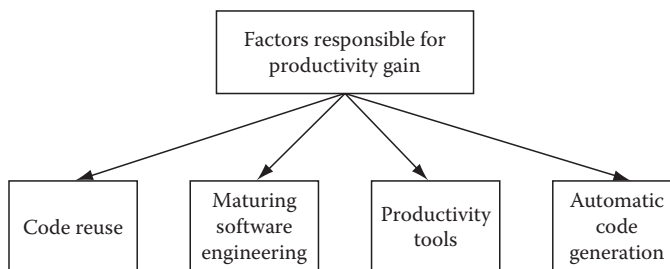 Factors responsible for
productivity gain
Code reuse
Maturing
software
engineering
Productivity
tools
Automatic
code
generation